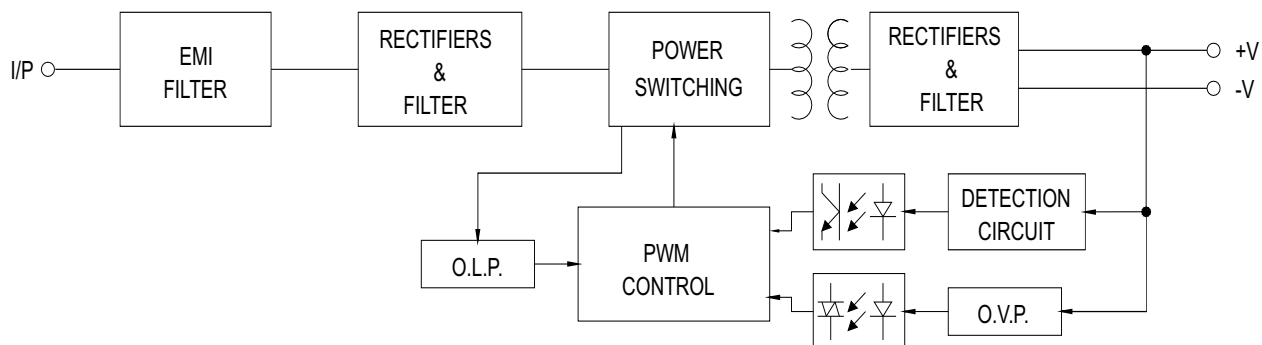 I/P
EMI
FILTER
RECTIFIERS
&
FILTER
POWER
SWITCHING
RECTIFIERS
&
FILTER
+V
-V
O.L.P.
PWM
CONTROL
DETECTION
CIRCUIT
O.V.P.